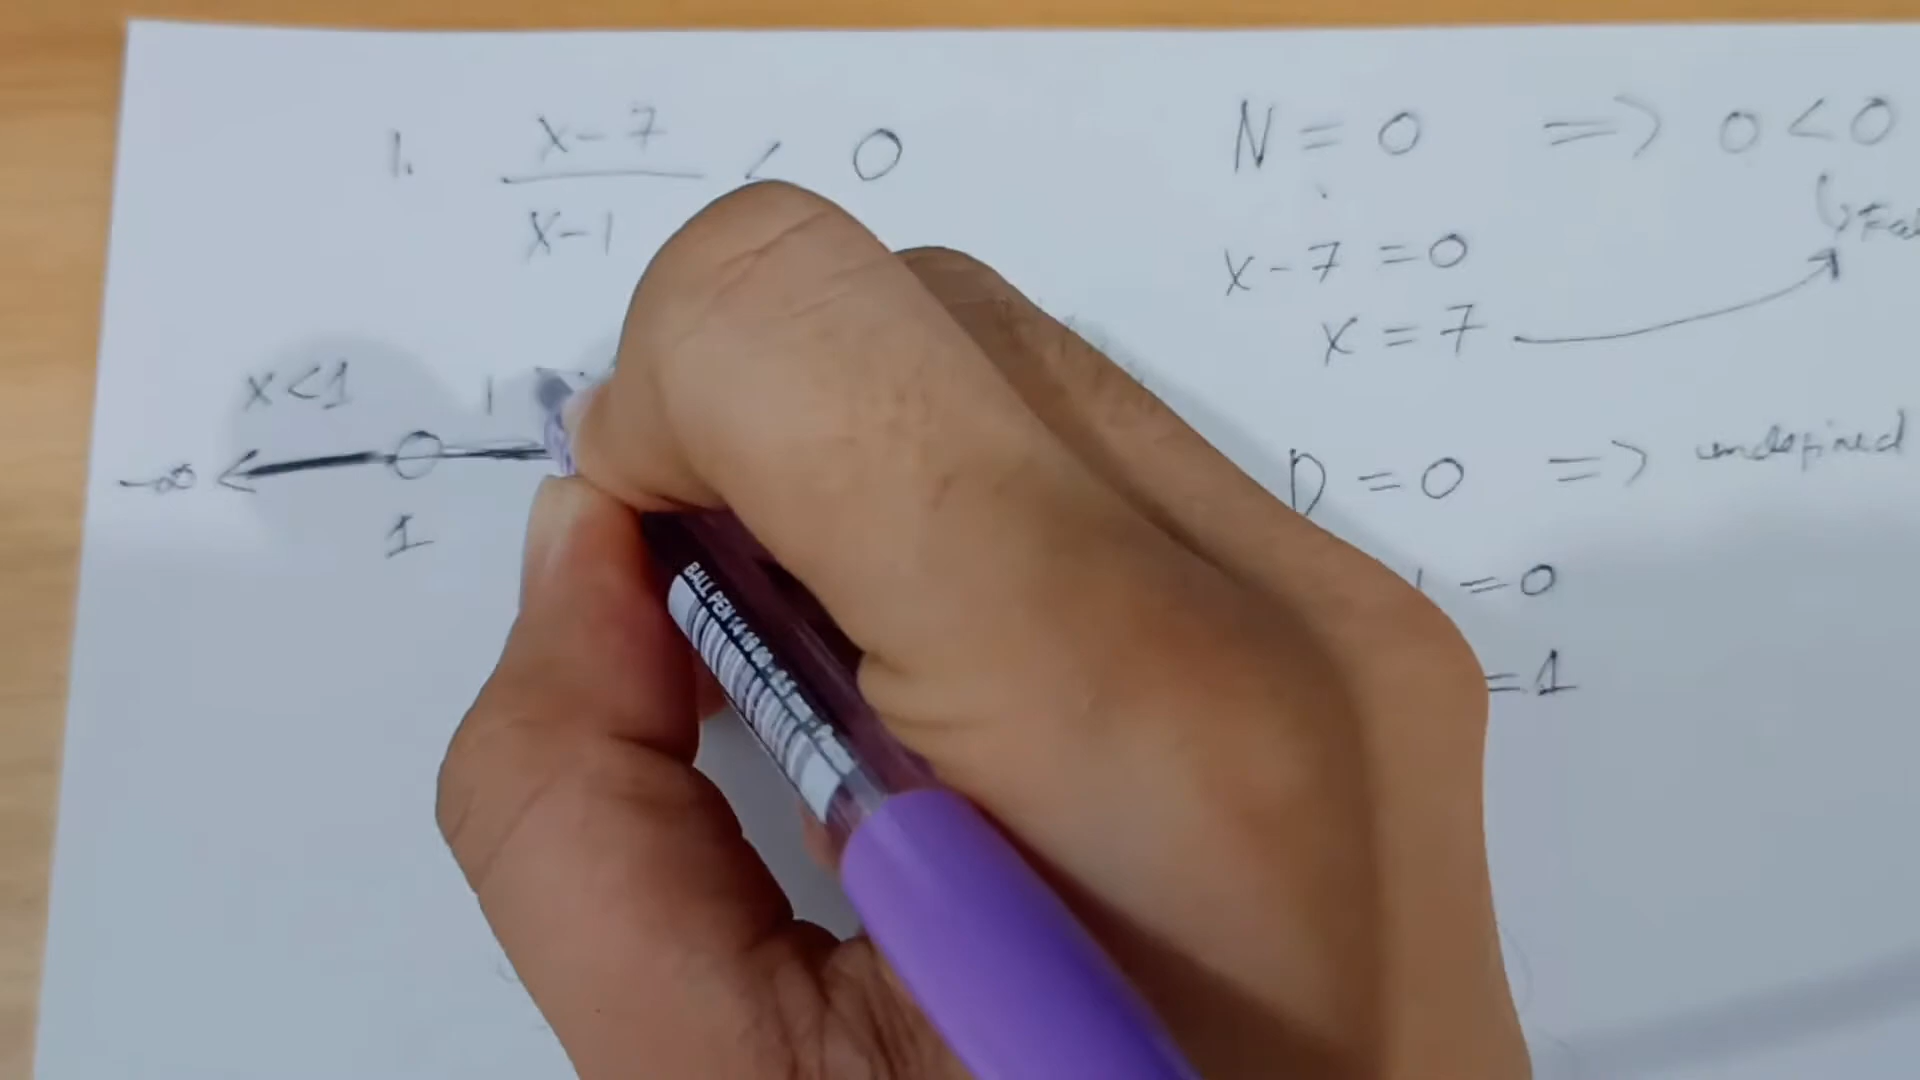 1. x-7
x-1
< 0
x<1 1
-∞
1
N = 0 => 0 < 0
x-7 = 0
x = 7
D = 0 => undefined
= 0
= 1
BALL PEN